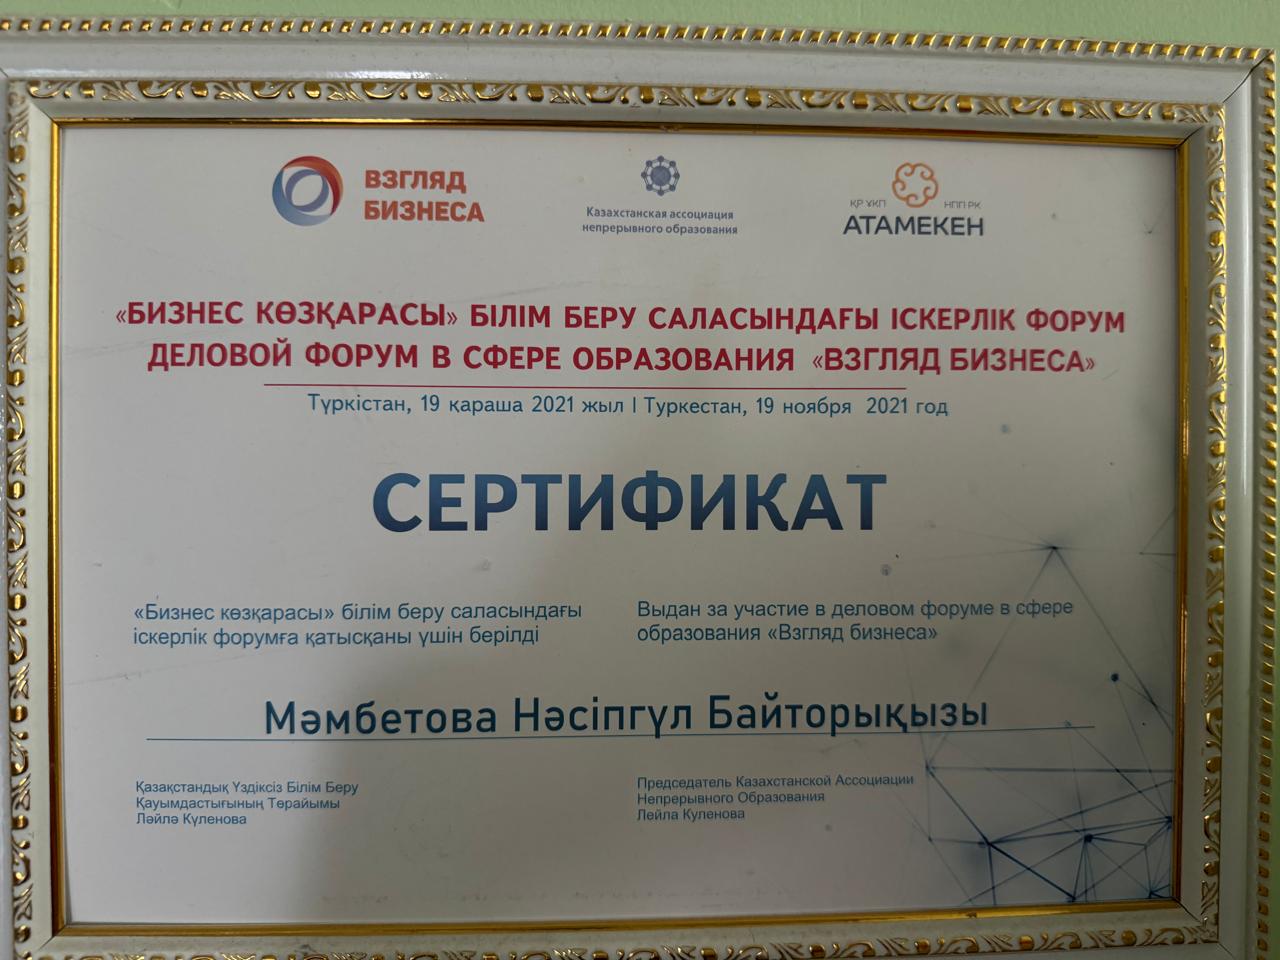 ВЗГЛЯД
БИЗНЕСА
Казахстанская ассоциация
непрерывного образования
ҚР ҰКП НПП РК
АТАМЕКЕН
«БИЗНЕС КӨЗҚАРАСЫ» БІЛІМ БЕРУ САЛАСЫНДАҒЫ ІСКЕРЛІК ФОРУМ
ДЕЛОВОЙ ФОРУМ В СФЕРЕ ОБРАЗОВАНИЯ «ВЗГЛЯД БИЗНЕСА»
Түркістан, 19 қараша 2021 жыл | Туркестан, 19 ноября 2021 год
СЕРТИФИКАТ
«Бизнес көзқарасы» білім беру саласындағы
іскерлік форумға қатысқаны үшін берілді
Выдан за участие в деловом форуме в сфере
образования «Взгляд бизнеса»
Мәмбетова Нәсіпгүл Байторықызы
Қазақстандық Үздіксіз Білім Беру
Қауымдастығының Төрайымы
Ләйлә Күленова
Председатель Казахстанской Ассоциации
Непрерывного Образования
Лейла Куленова